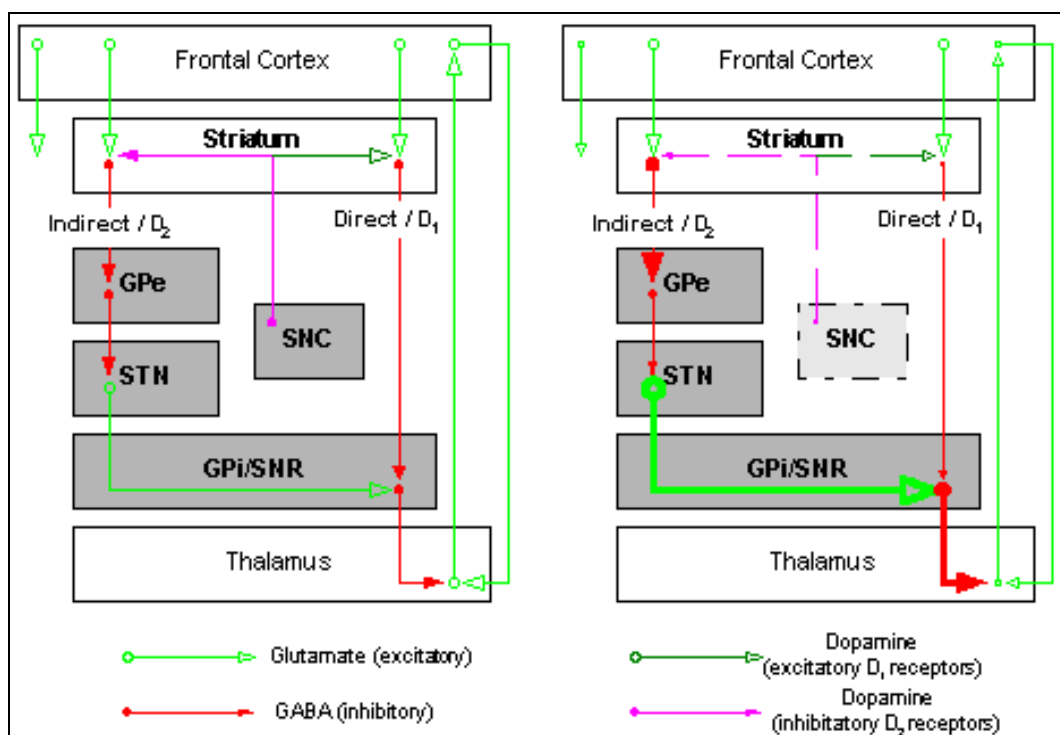 Frontal Cortex
Striatum
Indirect / D2
Direct / D1
GPe
SNC
STN
GPi/SNR
Thalamus
Frontal Cortex
Striatum
Indirect / D2
Direct / D1
GPe
SNC
STN
GPi/SNR
Thalamus
Glutamate (excitatory)
GABA (inhibitory)
Dopamine
(excitatory D1 receptors)
Dopamine
(inhibitatory D2 receptors)